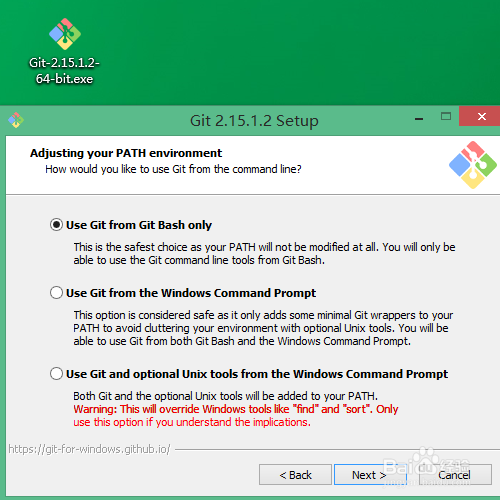 Git-2.15.1.2-
64-bit.exe
Git 2.15.1.2 Setup
Adjusting your PATH environment
How would you like to use Git from the command line?
Use Git from Git Bash only
This is the safest choice as your PATH will not be modified at all. You will only be
able to use the Git command line tools from Git Bash.
Use Git from the Windows Command Prompt
This option is considered safe as it only adds some minimal Git wrappers to your
PATH to avoid cluttering your environment with optional Unix tools. You will be
able to use Git from both Git Bash and the Windows Command Prompt.
Use Git and optional Unix tools from the Windows Command Prompt
Both Git and the optional Unix tools will be added to your PATH.
Warning: This will override Windows tools like "find" and "sort". Only
use this option if you understand the implications.
https://git-for-windows.github.io/
< Back
Next >
Cancel
Baidu 经验